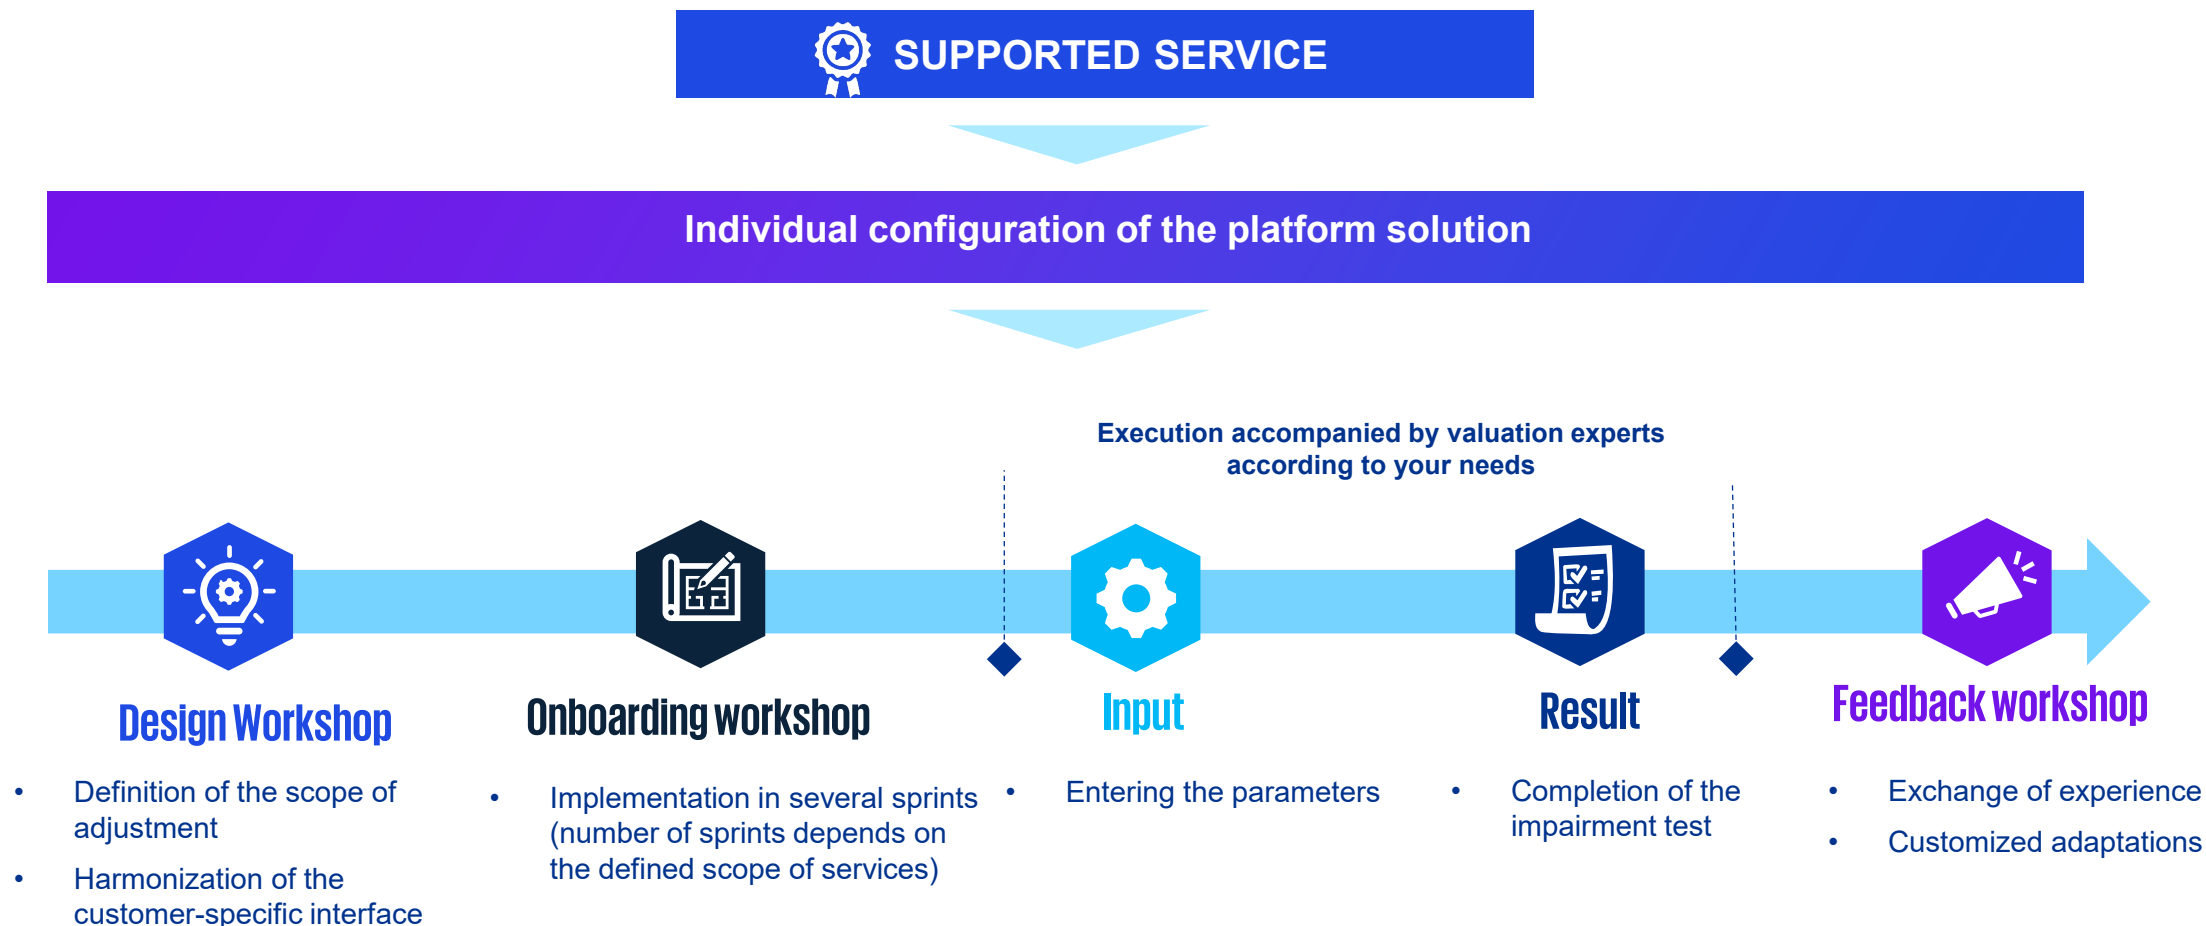 SUPPORTED SERVICE
Individual configuration of the platform solution
Execution accompanied by valuation experts
according to your needs
Design Workshop
• Definition of the scope of
adjustment
• Harmonization of the
customer-specific interface
Onboarding workshop
• Implementation in several sprints
(number of sprints depends on
the defined scope of services)
Input
• Entering the parameters
Result
• Completion of the
impairment test
Feedback workshop
• Exchange of experience
• Customized adaptations